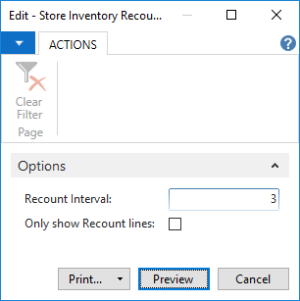 Edit - Store Inventory Recou...
ACTIONS
?
Clear
Filter
Page
Options
Recount Interval:
3
Only show Recount lines:
Print...
Preview
Cancel